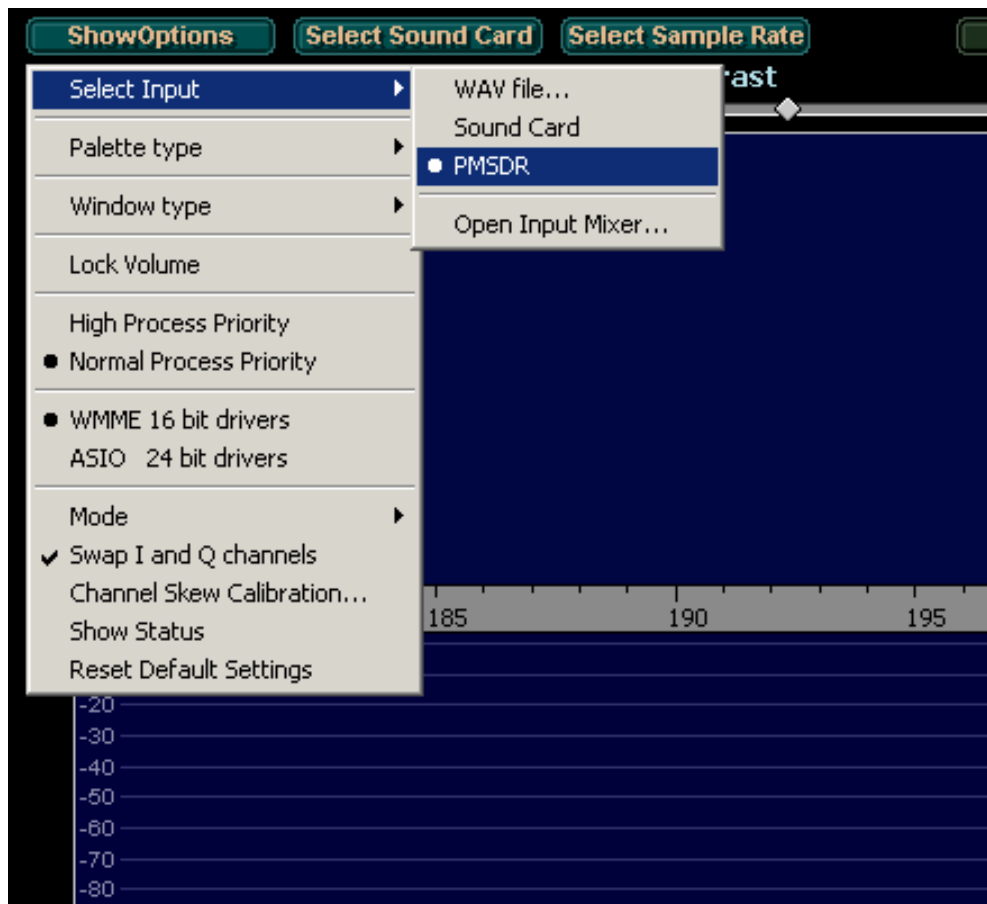 ShowOptions Select Sound Card Select Sample Rate
rast
Select Input
Palette type
Window type
Lock Volume
High Process Priority
Normal Process Priority
WMME 16 bit drivers
ASIO 24 bit drivers
Mode
Swap I and Q channels
Channel Skew Calibration...
Show Status
Reset Default Settings
WAV file...
Sound Card
PMSDR
Open Input Mixer...
185 190 195
-20
-30
-40
-50
-60
-70
-80